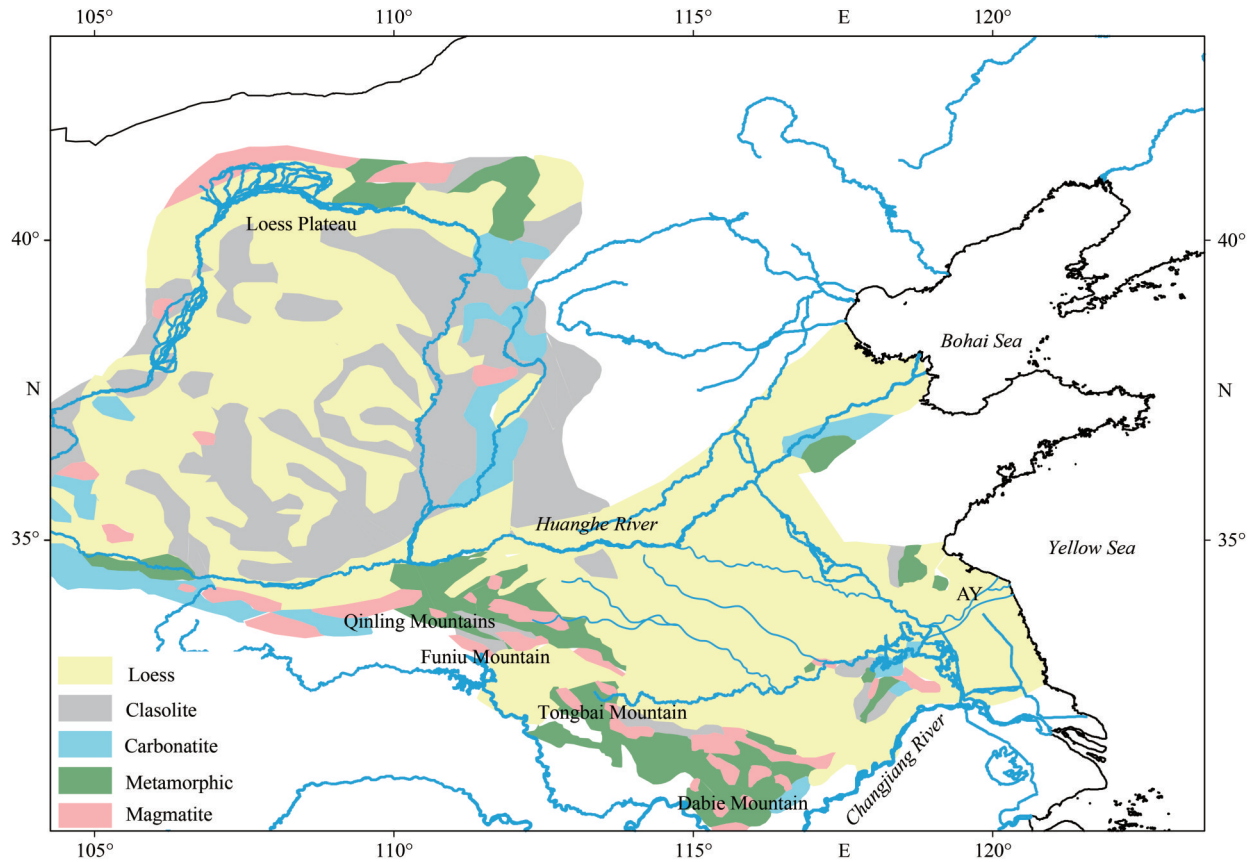 105°
110°
115°
E
120°
40°
Loess Plateau
40°
Bohai Sea
N
N
Huanghe River
35°
35°
Yellow Sea
AY
Qinling Mountains
Funiu Mountain
Loess
Clasolite
Tongbai Mountain
Carbonatite
Changjiang River
Metamorphic
Dabie Mountain
Magmatite
105°
110°
115°
E
120°